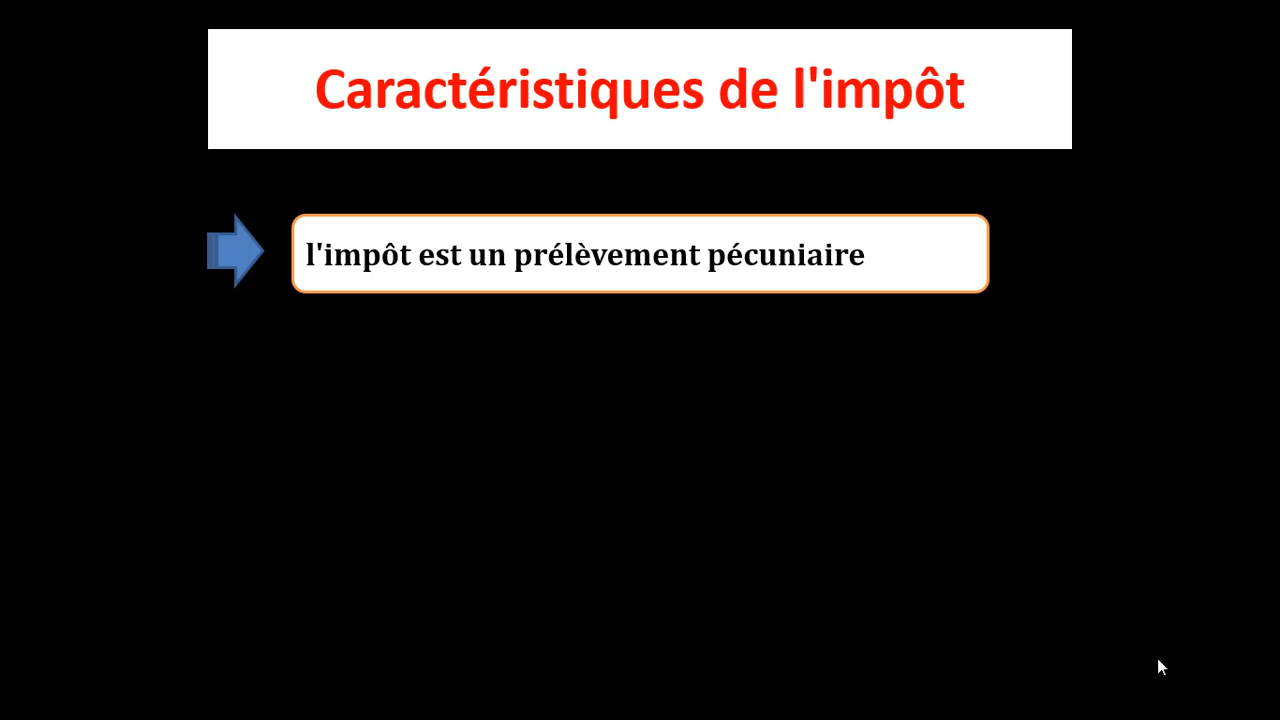 Caractéristiques de l'impôt
l'impôt est un prélèvement pécuniaire